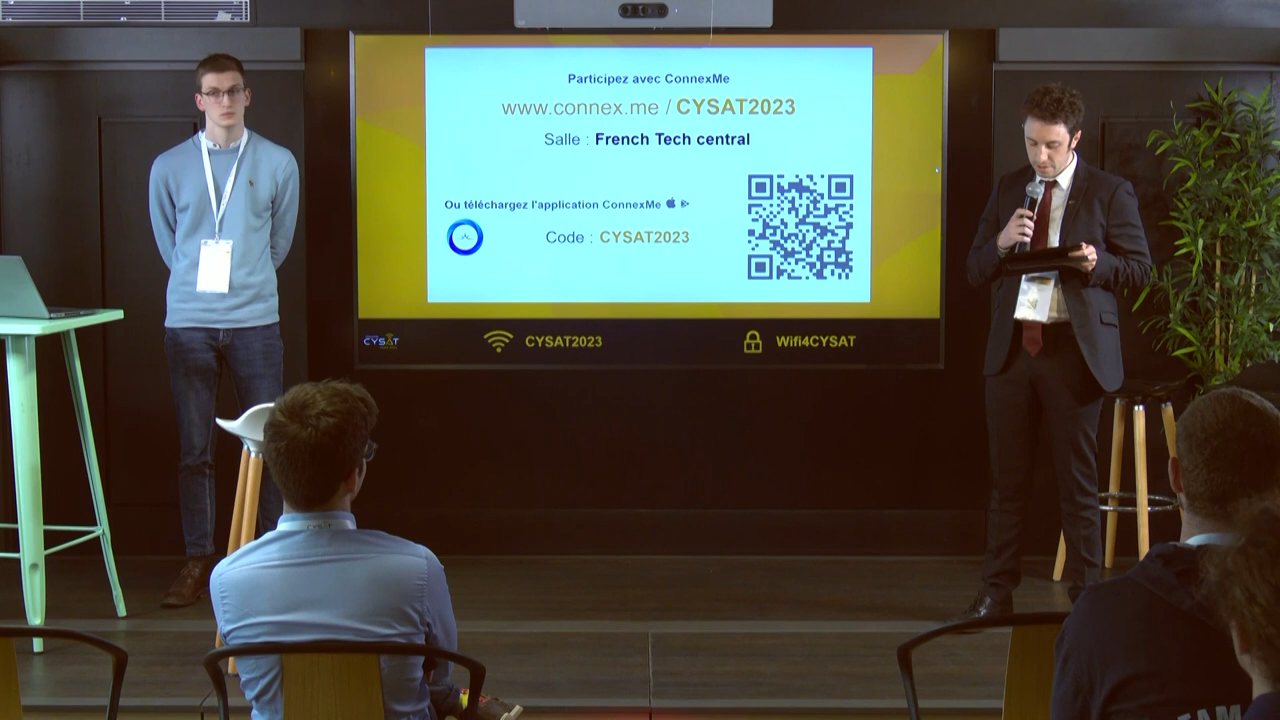 Participez avec ConnexMe
www.connex.me / CYSAT2023
Salle : French Tech central
Ou téléchargez l'application ConnexMe
Code : CYSAT2023
CYSAT
CYSAT2023
Wifi4CYSAT